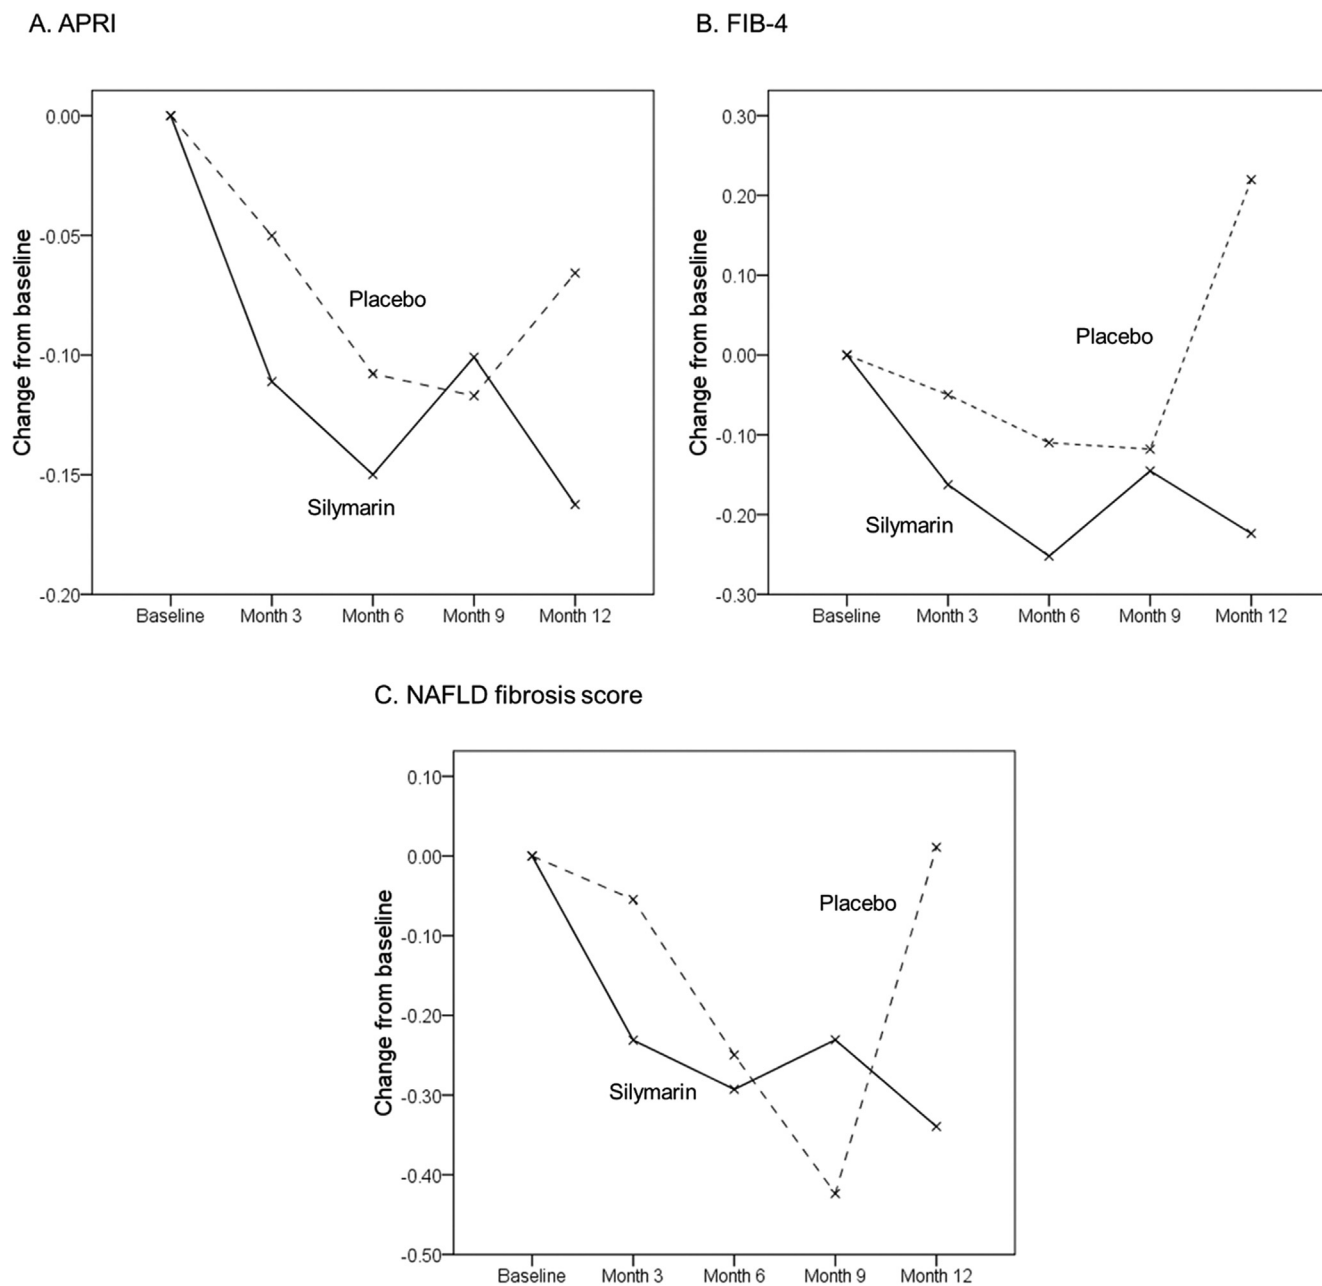 A. APRI
Change from baseline
0.00
-0.05
-0.10
-0.15
-0.20
Placebo
Silymarin
Baseline Month 3 Month 6 Month 9 Month 12
B. FIB-4
Change from baseline
0.30
0.20
0.10
0.00
-0.10
-0.20
-0.30
Placebo
Silymarin
Baseline Month 3 Month 6 Month 9 Month 12
C. NAFLD fibrosis score
Change from baseline
0.10
0.00
-0.10
-0.20
-0.30
-0.40
-0.50
Placebo
Silymarin
Baseline Month 3 Month 6 Month 9 Month 12